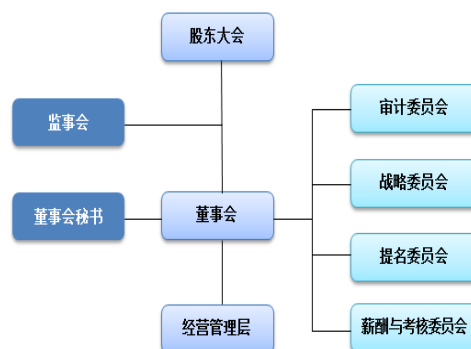 股东大会
监事会
审计委员会
战略委员会
董事会秘书
董事会
提名委员会
经营管理层
薪酬与考核委员会